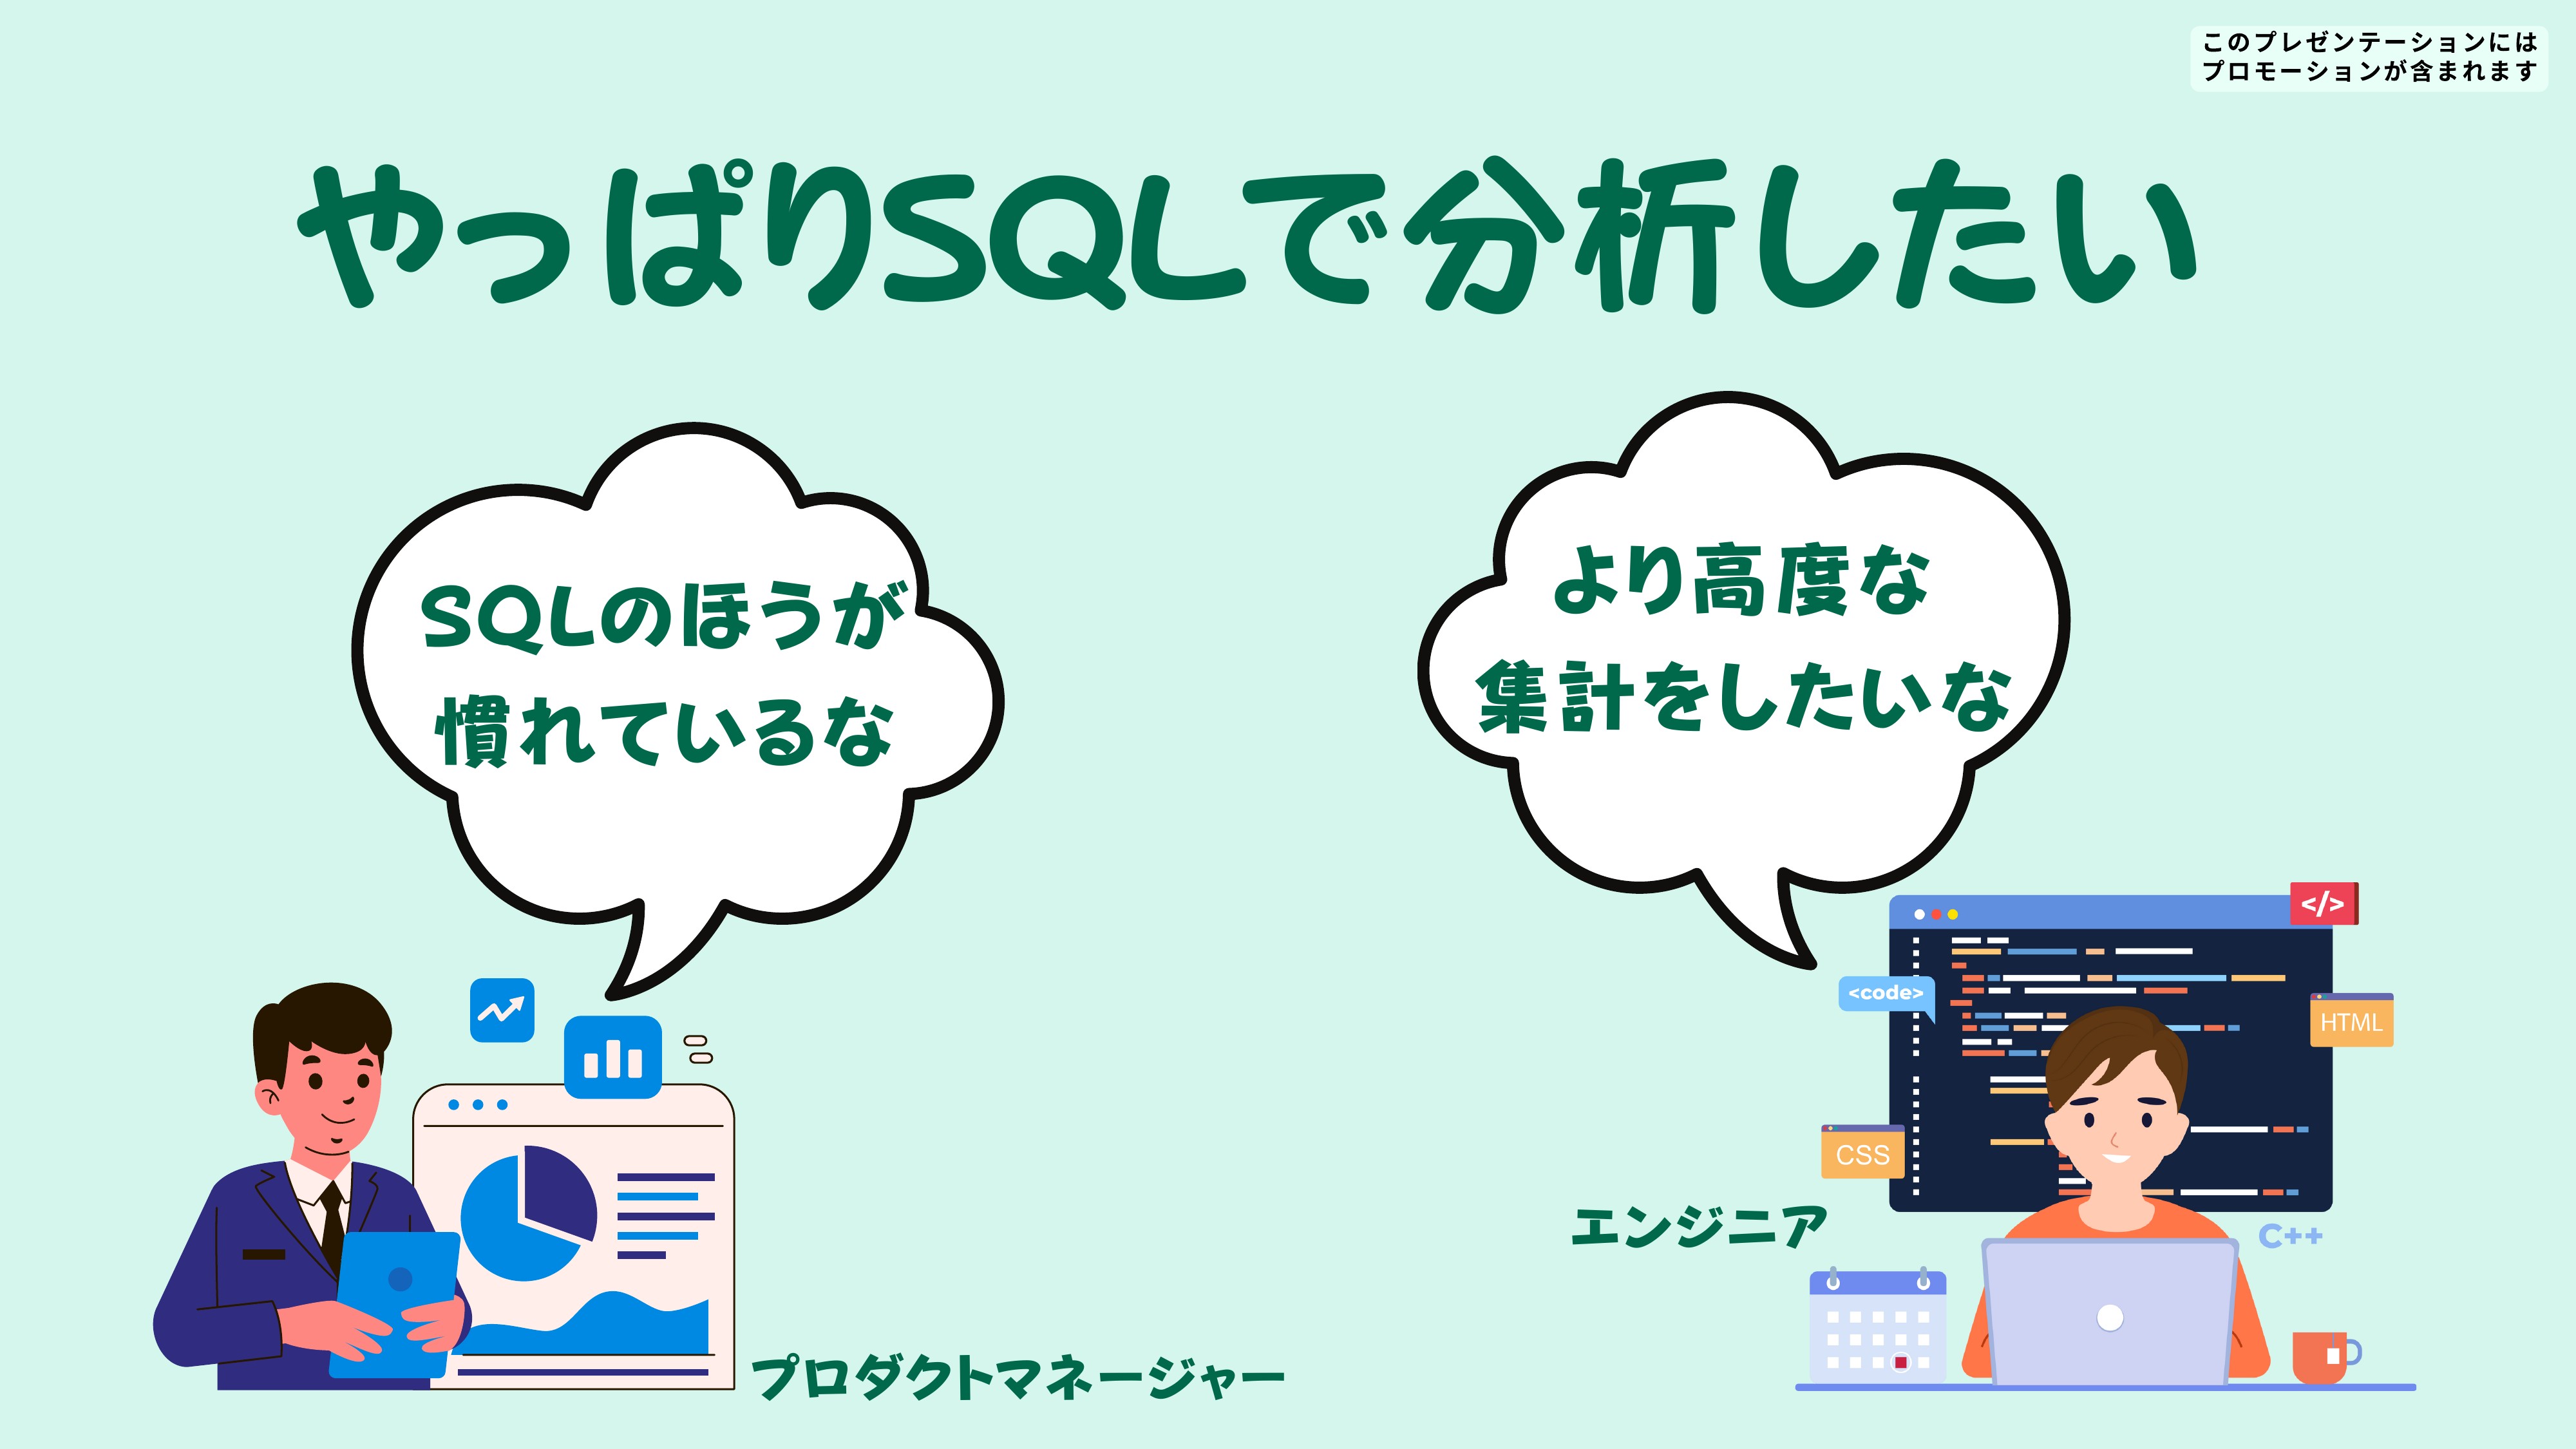 このプレゼンテーションには
プロモーションが含まれます
やっぱりSQLで分析したい
SQLのほうが
慣れているな
より高度な
集計をしたいな
</>
<code>
HTML
CSS
エンジニア
C++
プロダクトマネージャー